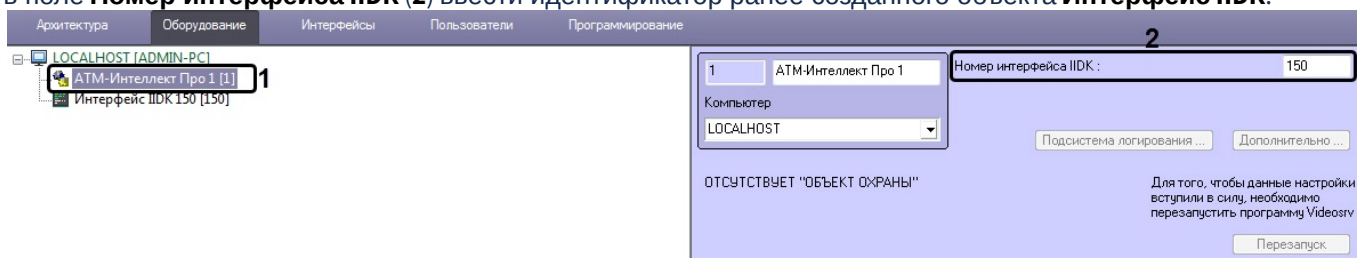 в поле Номер интерфейса IIDK (2) ввести идентификатор ранее созданного объекта Интерфейс IIDK.
Архитектура Оборудование Интерфейсы Пользователи Программирование
2
LOCALHOST [ADMIN-PC]
АТМ-Интеллект Про 1 [1] 1
Интерфейс IIDK 150 [150]
1 АТМ-Интеллект Про 1
Номер интерфейса IIDK : 150
Компьютер
LOCALHOST
Подсистема логирования ... Дополнительно ...
ОТСУТСТВУЕТ "ОБЪЕКТ ОХРАНЫ"
Для того, чтобы данные настройки
вступили в силу, необходимо
перезапустить программу Videosrv
Перезапуск